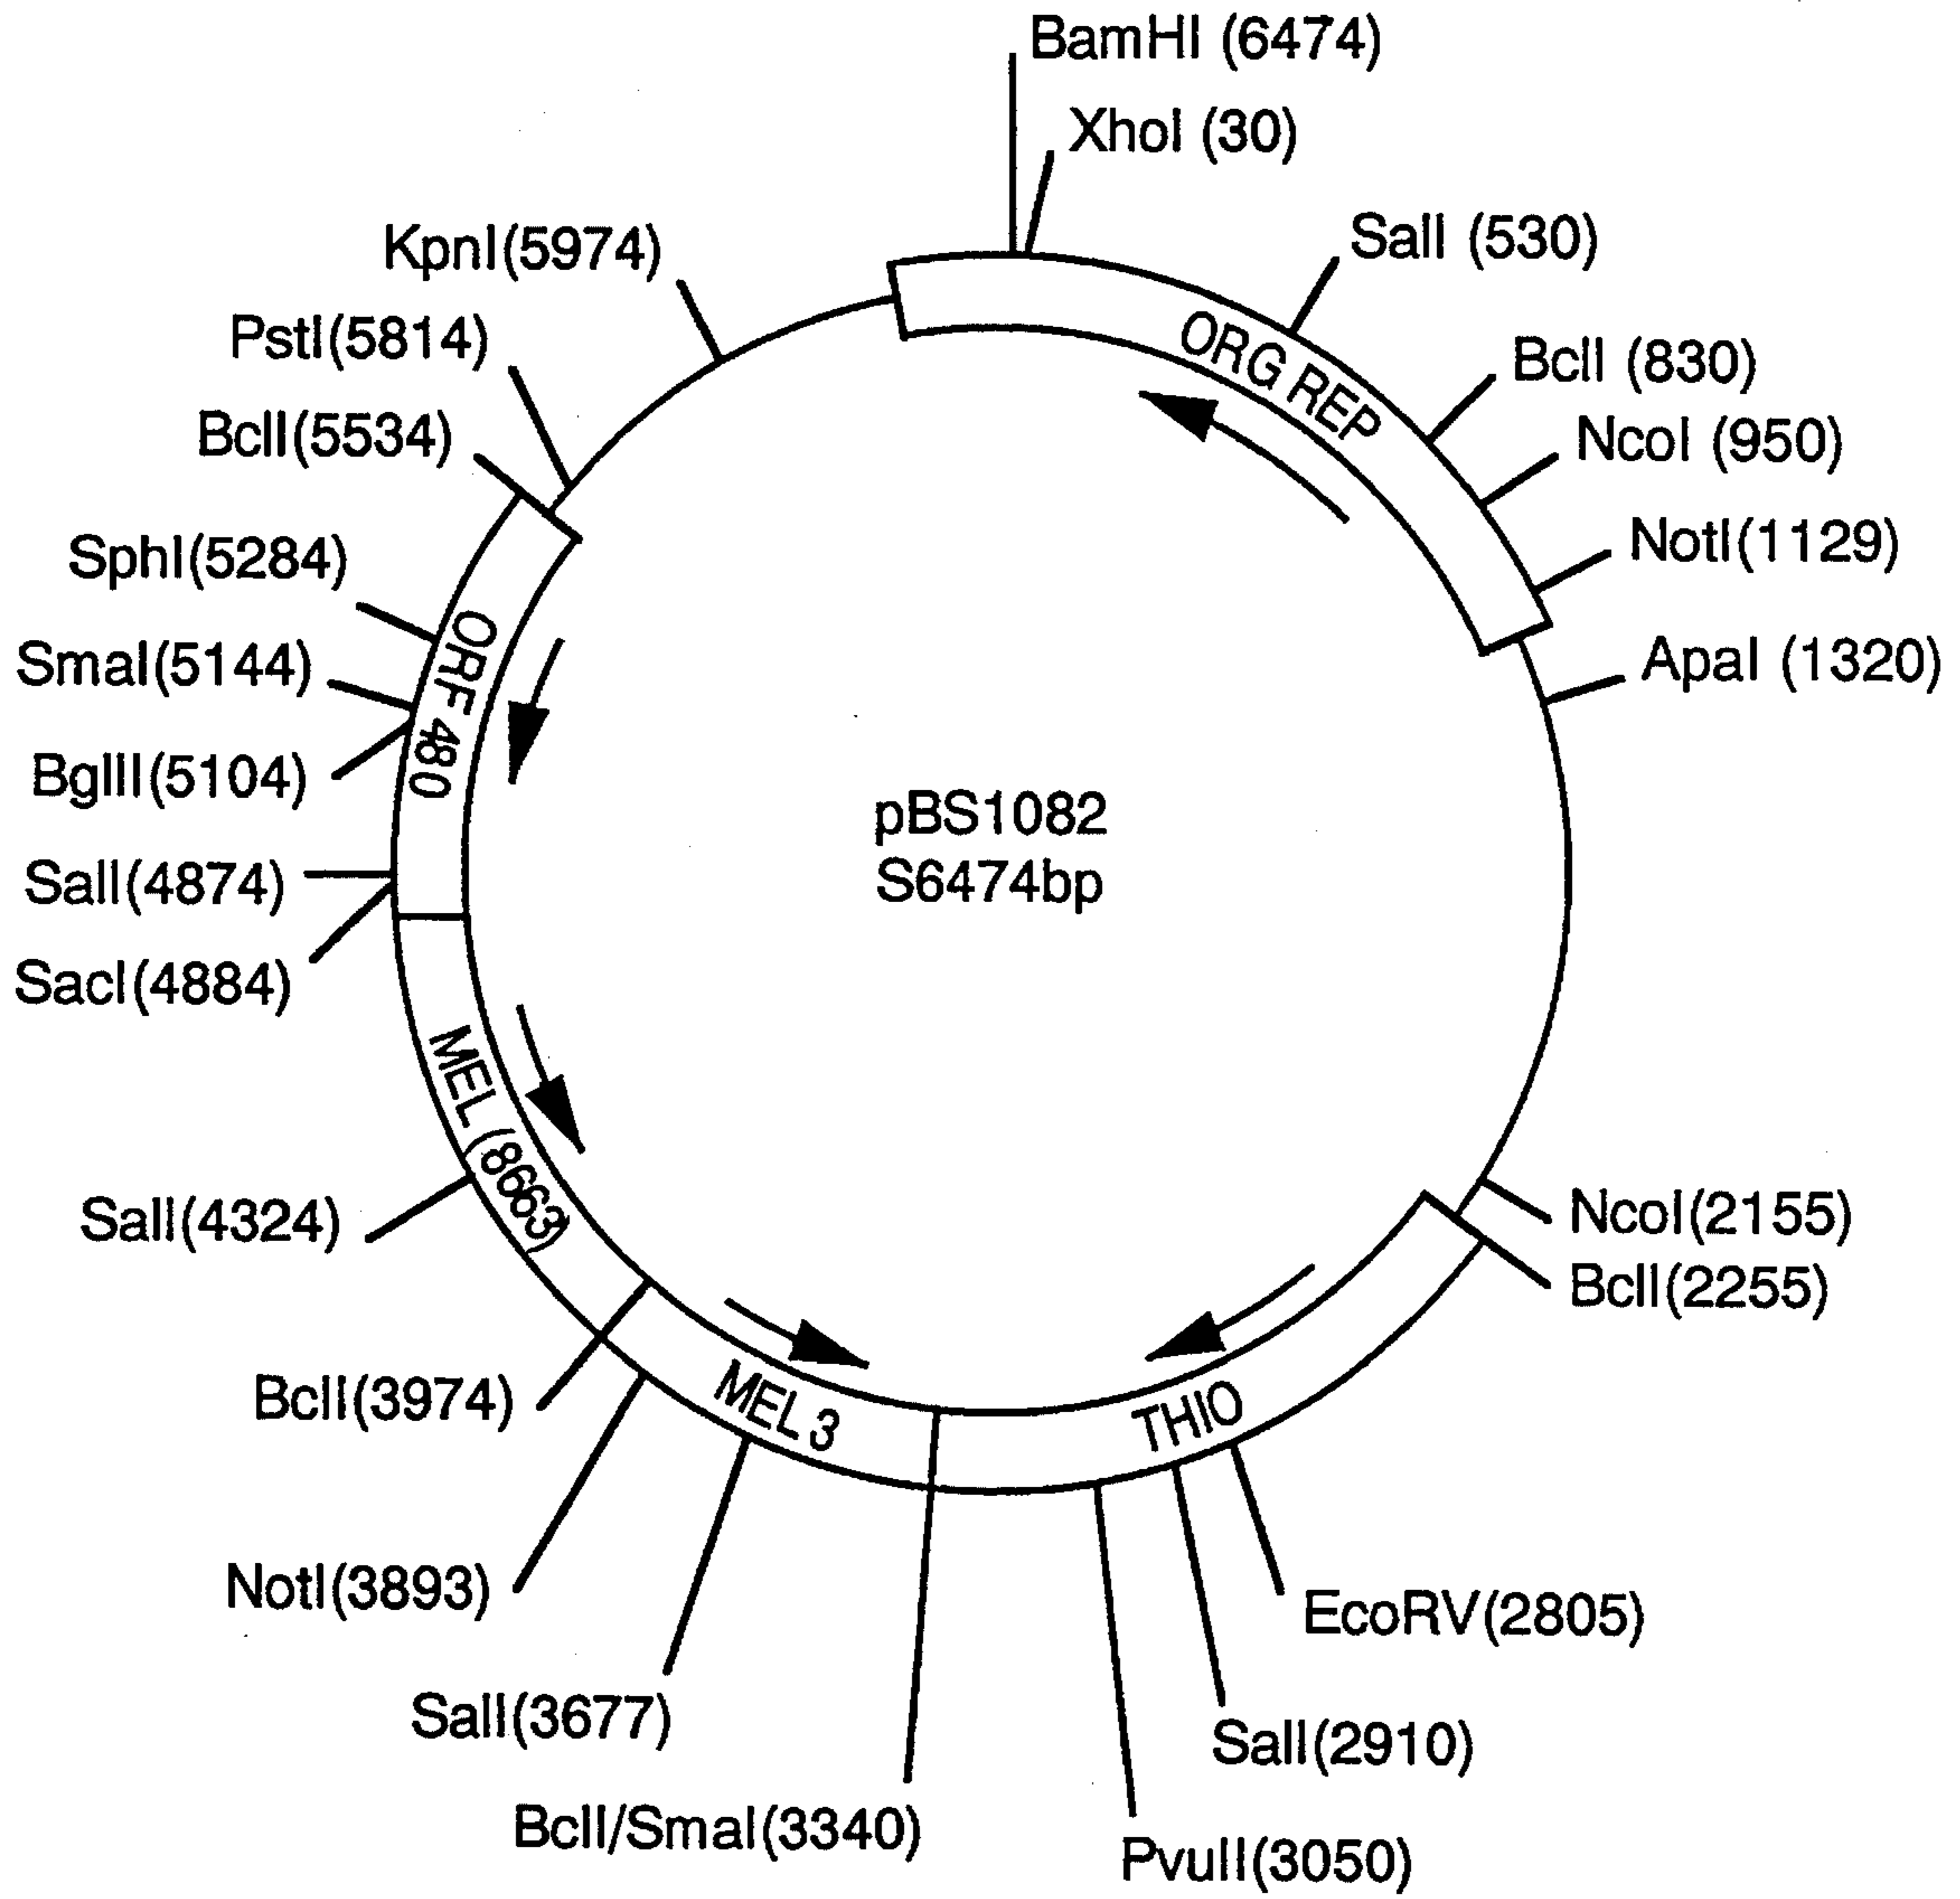 BamHI (6474)
XhoI (30)
SalI (530)
BclI (830)
NcoI (950)
NotI(1129)
ApaI (1320)
NcoI(2155)
BclI(2255)
EcoRV(2805)
SalI(2910)
PvuII(3050)
BclI/SmaI(3340)
SalI(3677)
NotI(3893)
BclI(3974)
SalI(4324)
SacI(4884)
SalI(4874)
BglII(5104)
SmaI(5144)
SphI(5284)
BclI(5534)
PstI(5814)
KpnI(5974)
ORG REP
THIO
MEL 3
MEL (8663)
ORF 480
pBS1082
S6474bp